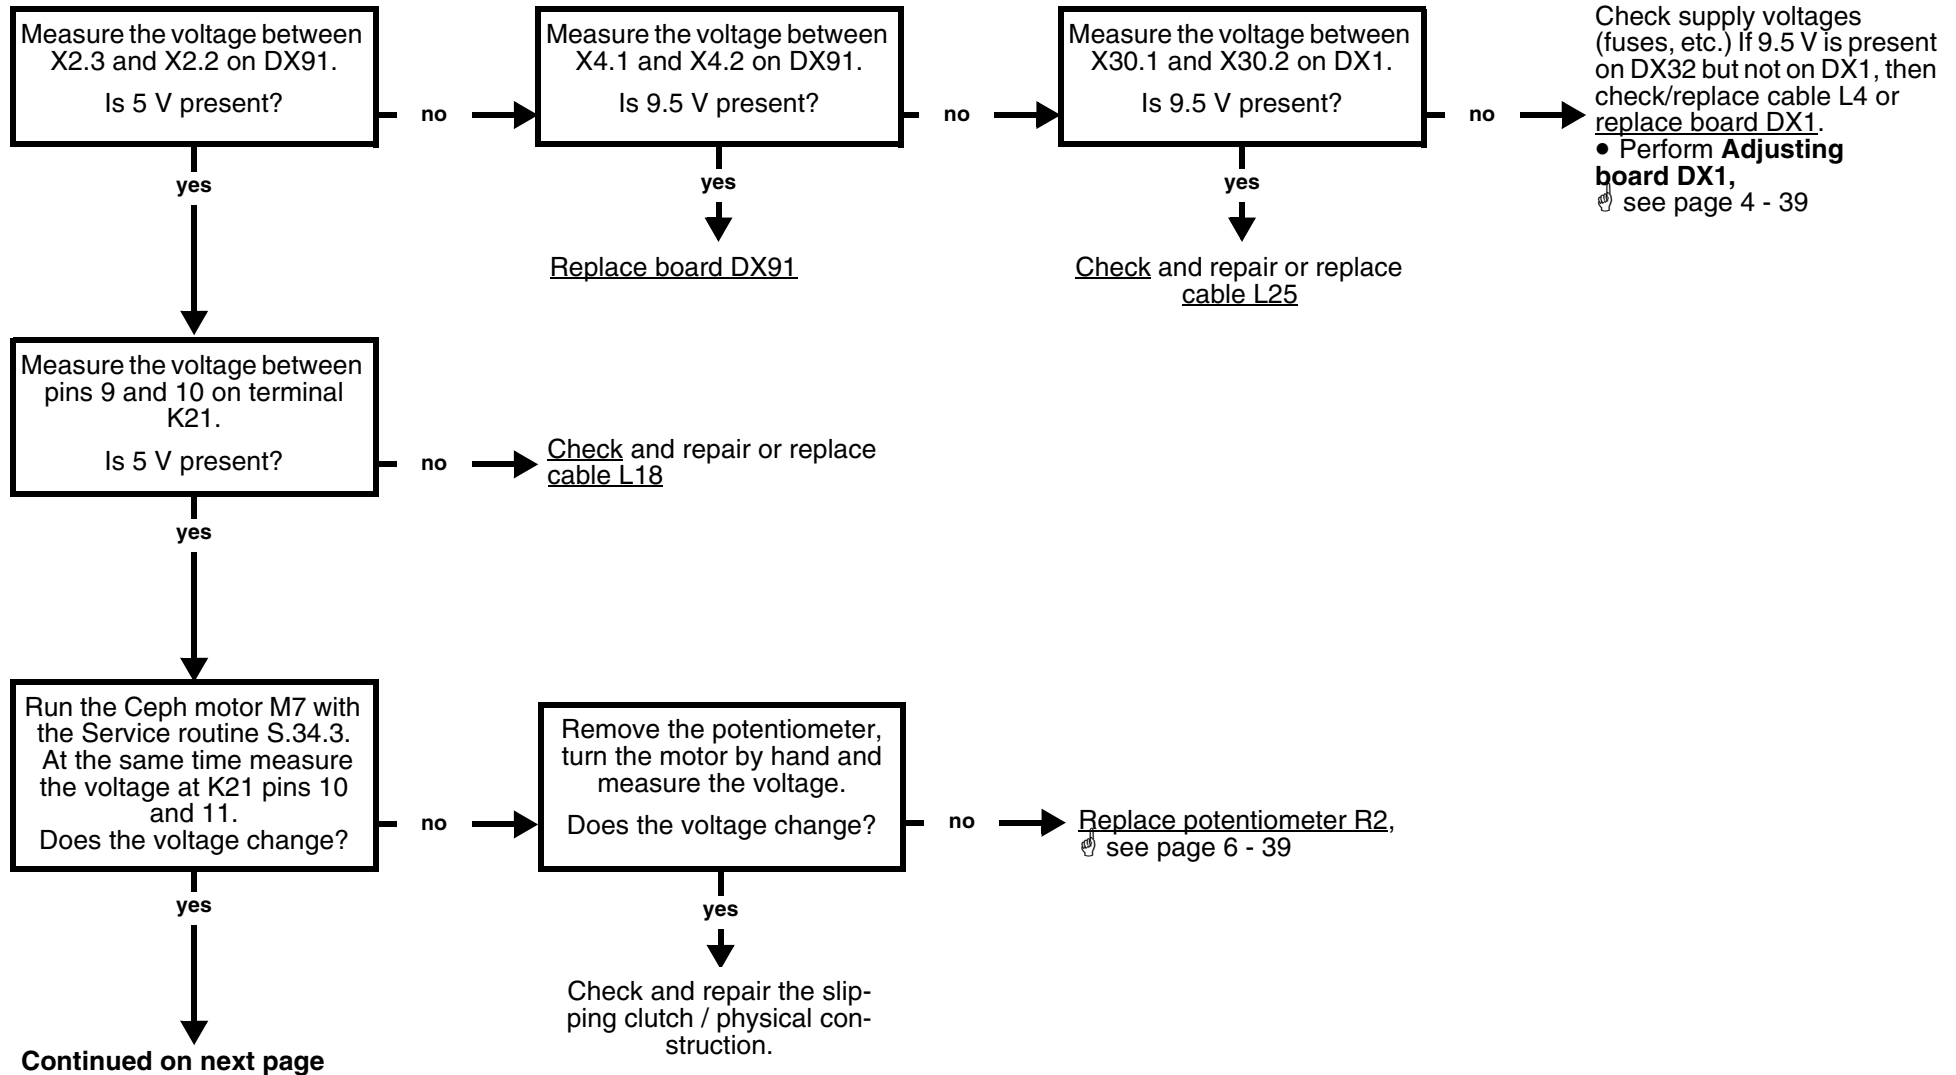 Measure the voltage between
X2.3 and X2.2 on DX91.
Is 5 V present?
no
Measure the voltage between
X4.1 and X4.2 on DX91.
Is 9.5 V present?
no
Measure the voltage between
X30.1 and X30.2 on DX1.
Is 9.5 V present?
no
Check supply voltages
(fuses, etc.) If 9.5 V is present
on DX32 but not on DX1, then
check/replace cable L4 or
replace board DX1.
• Perform Adjusting
board DX1,
☝ see page 4 - 39
yes
yes
yes
Replace board DX91
Check and repair or replace
cable L25
Measure the voltage between
pins 9 and 10 on terminal
K21.
Is 5 V present?
no
Check and repair or replace
cable L18
yes
Run the Ceph motor M7 with
the Service routine S.34.3.
At the same time measure
the voltage at K21 pins 10
and 11.
Does the voltage change?
no
Remove the potentiometer,
turn the motor by hand and
measure the voltage.
Does the voltage change?
no
Replace potentiometer R2,
☝ see page 6 - 39
yes
yes
Check and repair the slip-
ping clutch / physical con-
struction.
Continued on next page